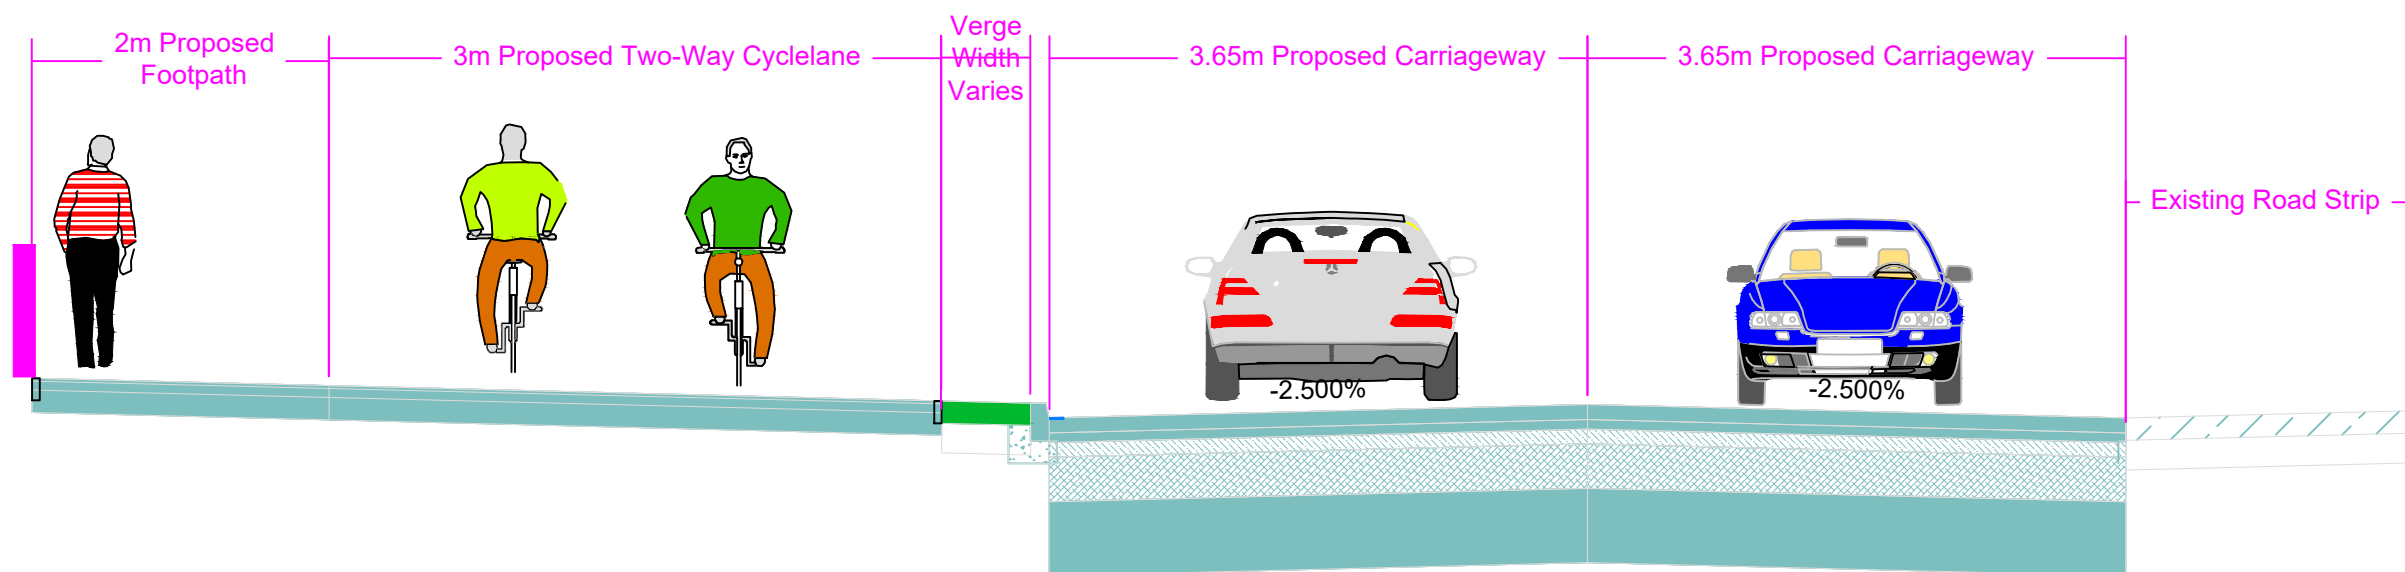 2m Proposed
Footpath
3m Proposed Two-Way Cyclelane
Verge
Width
Varies
3.65m Proposed Carriageway
3.65m Proposed Carriageway
Existing Road Strip
-2.500%
-2.500%